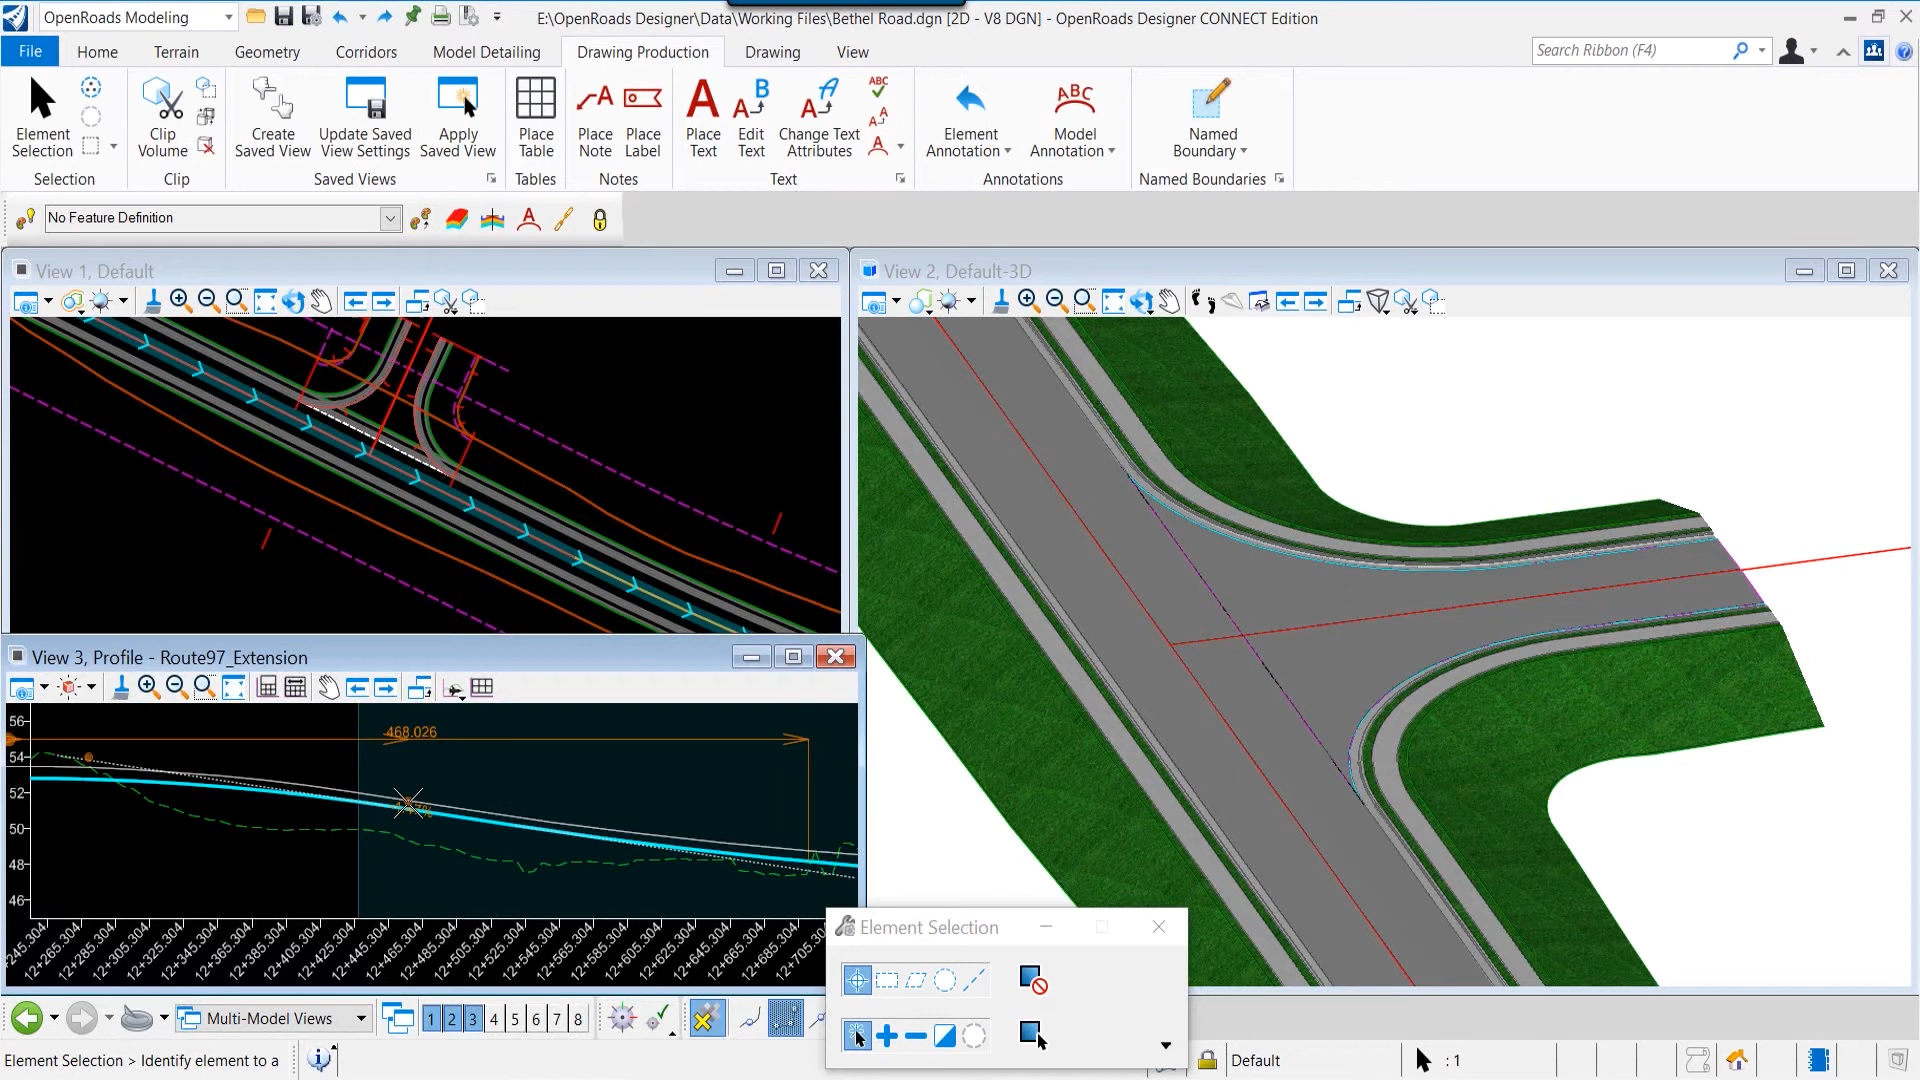 OpenRoads Modeling
E:\OpenRoads Designer\Data\Working Files\Bethel Road.dgn [2D - V8 DGN] - OpenRoads Designer CONNECT Edition
File
Home
Terrain
Geometry
Corridors
Model Detailing
Drawing Production
Drawing
View
Search Ribbon (F4)
Element
Selection
Clip
Volume
Create
Saved View
Update Saved
View Settings
Apply
Saved View
Place
Table
Place
Note
Place
Label
Place
Text
Edit
Text
Change Text
Attributes
Element
Annotation
Model
Annotation
Named
Boundary
Selection
Clip
Saved Views
Tables
Notes
Text
Annotations
Named Boundaries
No Feature Definition
View 1, Default
View 2, Default-3D
View 3, Profile - Route97_Extension
468.026
56
54
52
50
48
46
245.304
12+265.304
12+285.304
12+305.304
12+325.304
12+345.304
12+365.304
12+385.304
12+405.304
12+425.304
12+445.304
12+465.304
12+485.304
12+505.304
12+525.304
12+545.304
12+565.304
12+585.304
12+605.304
12+625.304
12+645.304
12+665.304
12+685.304
12+705.304
Element Selection
Multi-Model Views
1 2 3 4 5 6 7 8
Element Selection > Identify element to a
Default
: 1